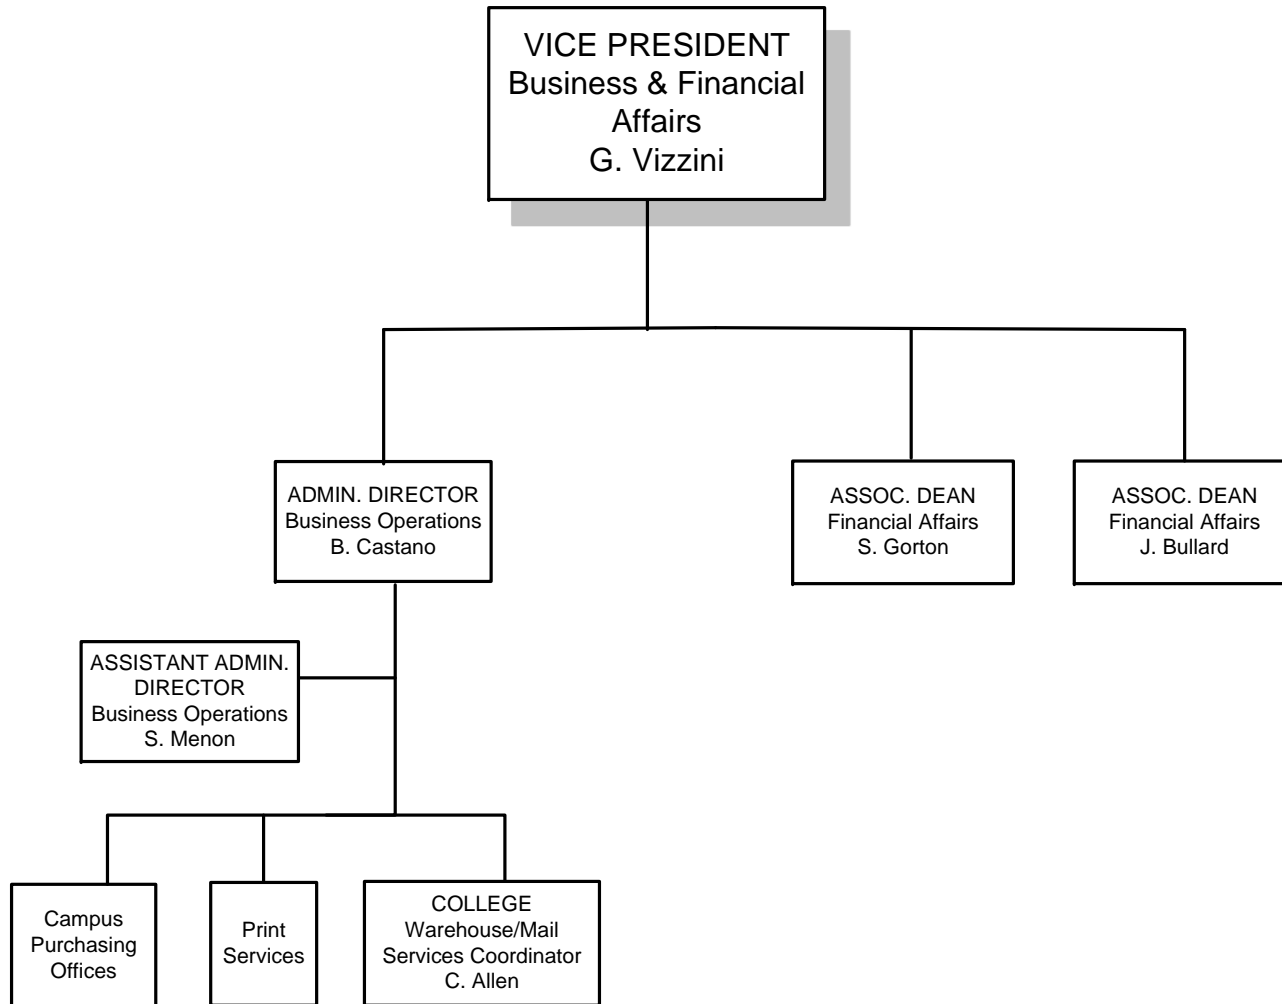 VICE PRESIDENT
Business & Financial
Affairs
G. Vizzini
ADMIN. DIRECTOR
Business Operations
B. Castano
ASSOC. DEAN
Financial Affairs
S. Gorton
ASSOC. DEAN
Financial Affairs
J. Bullard
ASSISTANT ADMIN.
DIRECTOR
Business Operations
S. Menon
Campus
Purchasing
Offices
Print
Services
COLLEGE
Warehouse/Mail
Services Coordinator
C. Allen